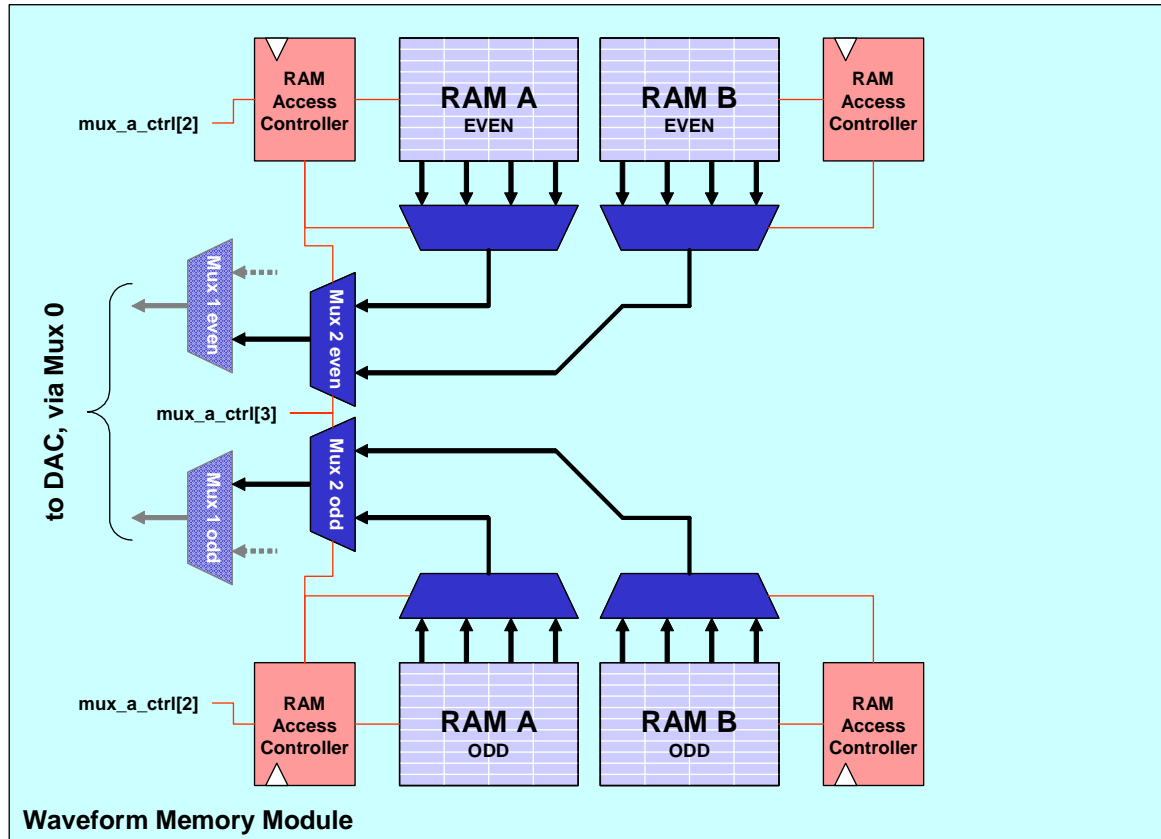 RAM
Access
Controller
RAM A
EVEN
RAM B
EVEN
RAM
Access
Controller
mux_a_ctrl[2]
to DAC, via Mux 0
Mux 1 even
Mux 2 even
mux_a_ctrl[3]
Mux 1 odd
Mux 2 odd
mux_a_ctrl[2]
RAM
Access
Controller
RAM A
ODD
RAM B
ODD
RAM
Access
Controller
Waveform Memory Module